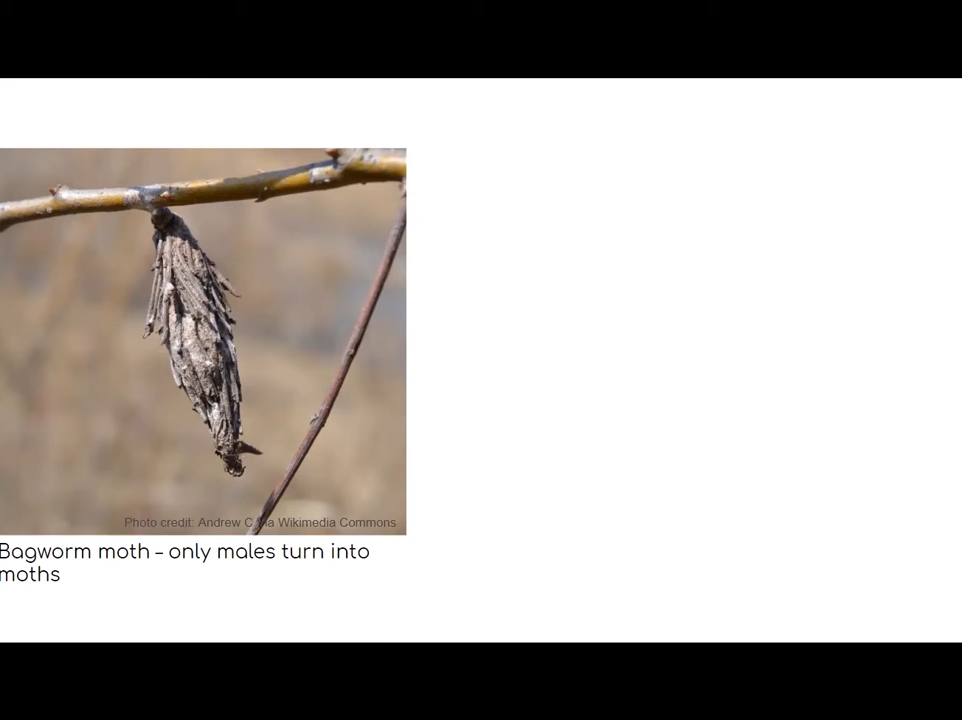 Photo credit: Andrew C via Wikimedia Commons
Bagworm moth – only males turn into
moths